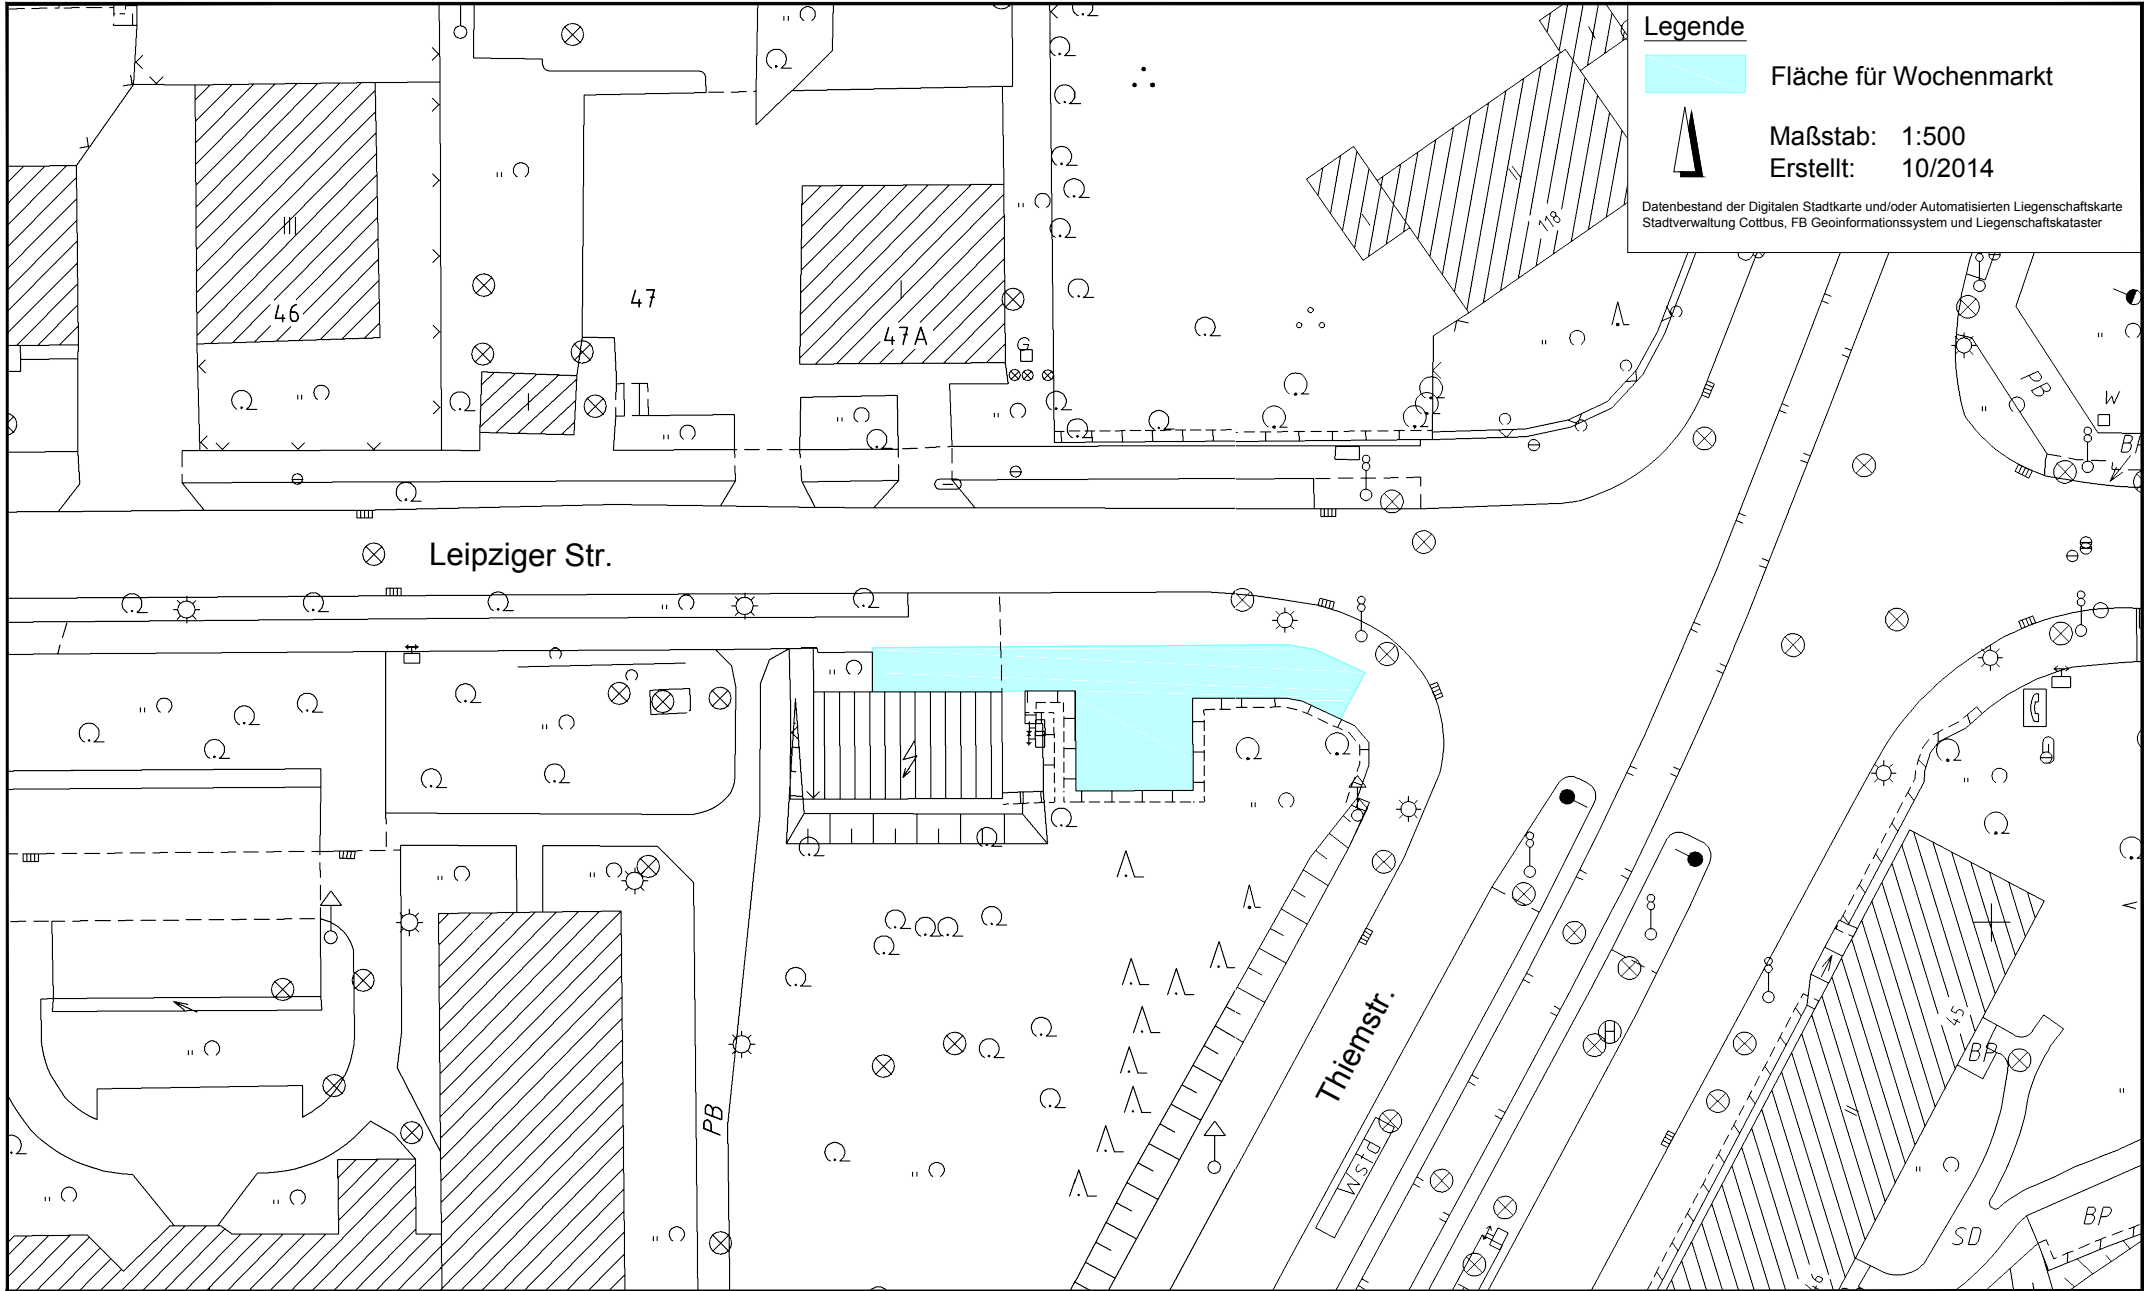 Legende
Fläche für Wochenmarkt
Maßstab: 1:500
Erstellt: 10/2014
Datenbestand der Digitalen Stadtkarte und/oder Automatisierten Liegenschaftskarte
Stadtverwaltung Cottbus, FB Geoinformationssystem und Liegenschaftskataster
118
III
46
47
I
47A
G
I
PB
W
Leipziger Str.
Thiemstr.
H
45
BP
PB
Wstd
SD
BP
46